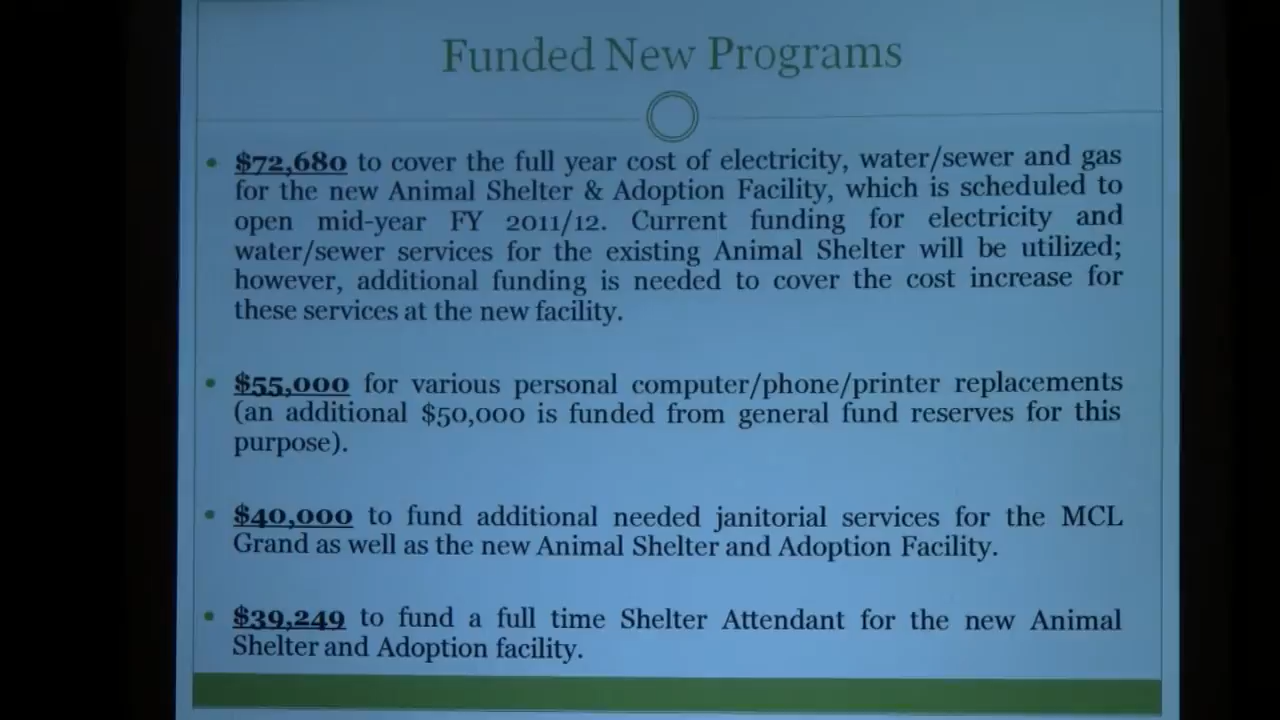 Funded New Programs
• $72,680 to cover the full year cost of electricity, water/sewer and gas
for the new Animal Shelter & Adoption Facility, which is scheduled to
open mid-year FY 2011/12. Current funding for electricity and
water/sewer services for the existing Animal Shelter will be utilized;
however, additional funding is needed to cover the cost increase for
these services at the new facility.
• $55,000 for various personal computer/phone/printer replacements
(an additional $50,000 is funded from general fund reserves for this
purpose).
• $40,000 to fund additional needed janitorial services for the MCL
Grand as well as the new Animal Shelter and Adoption Facility.
• $39,249 to fund a full time Shelter Attendant for the new Animal
Shelter and Adoption facility.